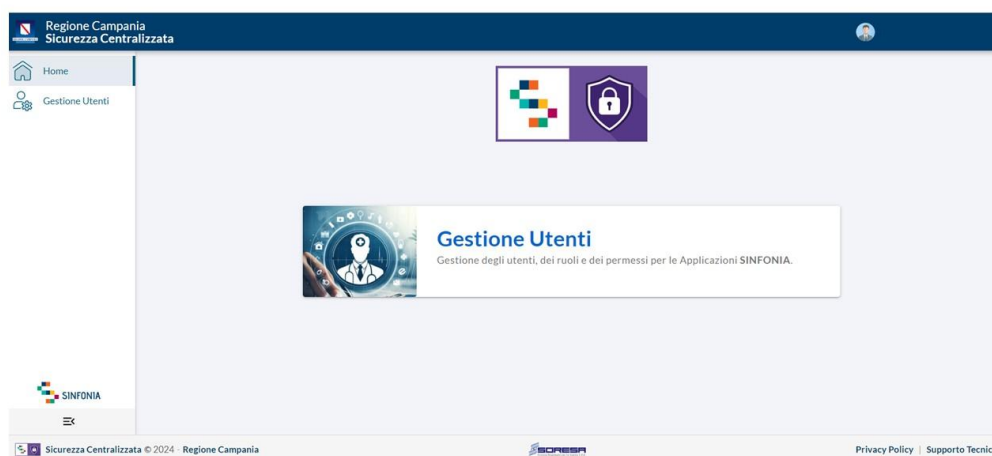 Regione Campania
Sicurezza Centralizzata
Home
Gestione Utenti
Gestione Utenti
Gestione degli utenti, dei ruoli e dei permessi per le Applicazioni SINFONIA.
SINFONIA
Sicurezza Centralizzata © 2024 - Regione Campania
SORESA
Privacy Policy | Supporto Tecnic